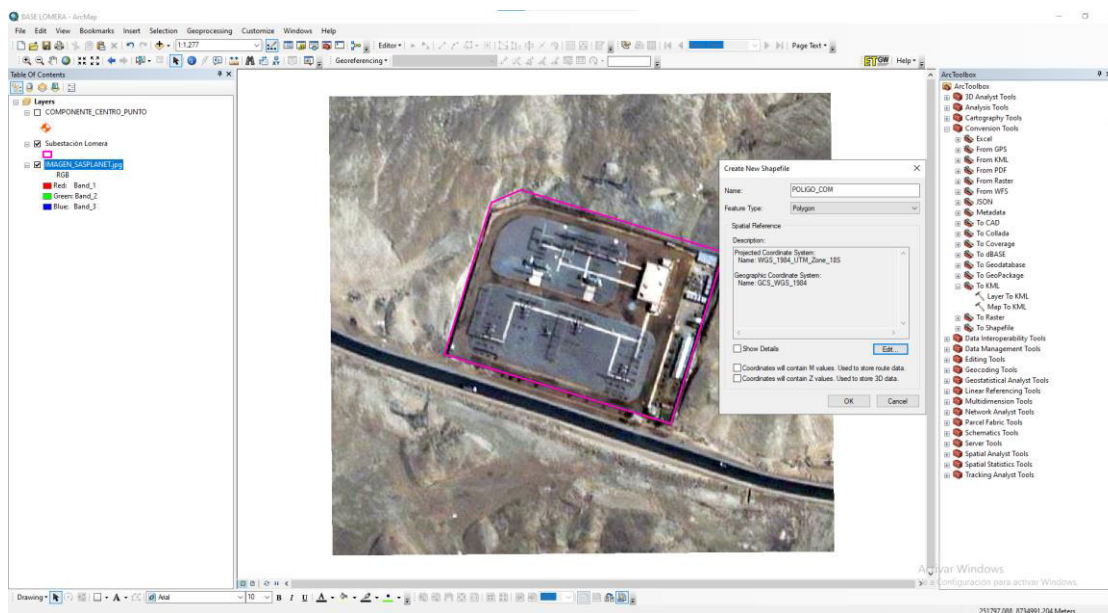 BASE LOMERA - ArcMap
File Edit View Bookmarks Insert Selection Geoprocessing Customize Windows Help
1:1,277
Editor
Page Text
Georeferencing
ETGW Help
Table Of Contents
Layers
COMPONENTE_CENTRO_PUNTO
Subestación Lomera
IMAGEN_SASPLANET.jpg
RGB
Red: Band_1
Green: Band_2
Blue: Band_3
Create New Shapefile
Name: POLIGO_COM
Feature Type: Polygon
Spatial Reference
Description:
Projected Coordinate System:
Name: WGS_1984_UTM_Zone_18S
Geographic Coordinate System:
Name: GCS_WGS_1984
Show Details
Edit...
Coordinates will contain M values. Used to store route data.
Coordinates will contain Z values. Used to store 3D data.
OK Cancel
ArcToolbox
ArcToolbox
3D Analyst Tools
Analysis Tools
Cartography Tools
Conversion Tools
Excel
From GPS
From KML
From PDF
From Raster
From WFS
JSON
Metadata
To CAD
To Collada
To Coverage
To dBASE
To Geodatabase
To GeoPackage
To KML
Layer To KML
Map To KML
To Raster
To Shapefile
Data Interoperability Tools
Data Management Tools
Editing Tools
Geocoding Tools
Geostatistical Analyst Tools
Linear Referencing Tools
Multidimension Tools
Network Analyst Tools
Parcel Fabric Tools
Schematics Tools
Server Tools
Spatial Analyst Tools
Spatial Statistics Tools
Tracking Analyst Tools
Windows
Configuración para activar Windows.
Drawing A Arial 10 B I U A
251797.088 8734991.204 Meters